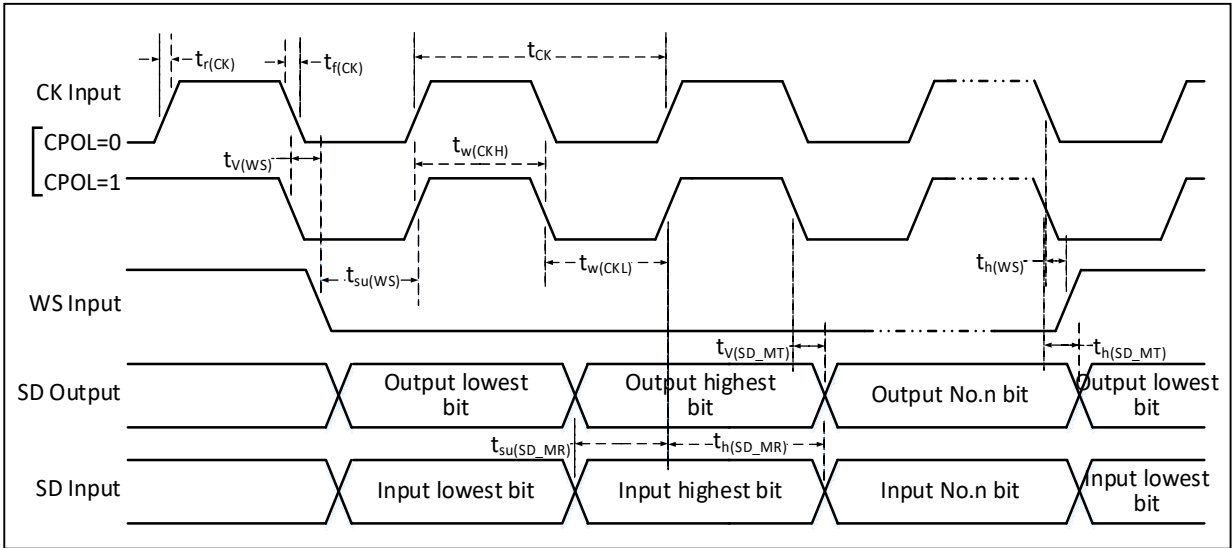 tr(CK)
tf(CK)
tCK
CK Input
CPOL=0
CPOL=1
tV(WS)
tw(CKH)
tsu(WS)
tw(CKL)
th(WS)
WS Input
tV(SD_MT)
th(SD_MT)
SD Output
Output lowest
bit
Output highest
bit
Output No.n bit
Output lowest
bit
tsu(SD_MR)
th(SD_MR)
SD Input
Input lowest bit
Input highest bit
Input No.n bit
Input lowest
bit